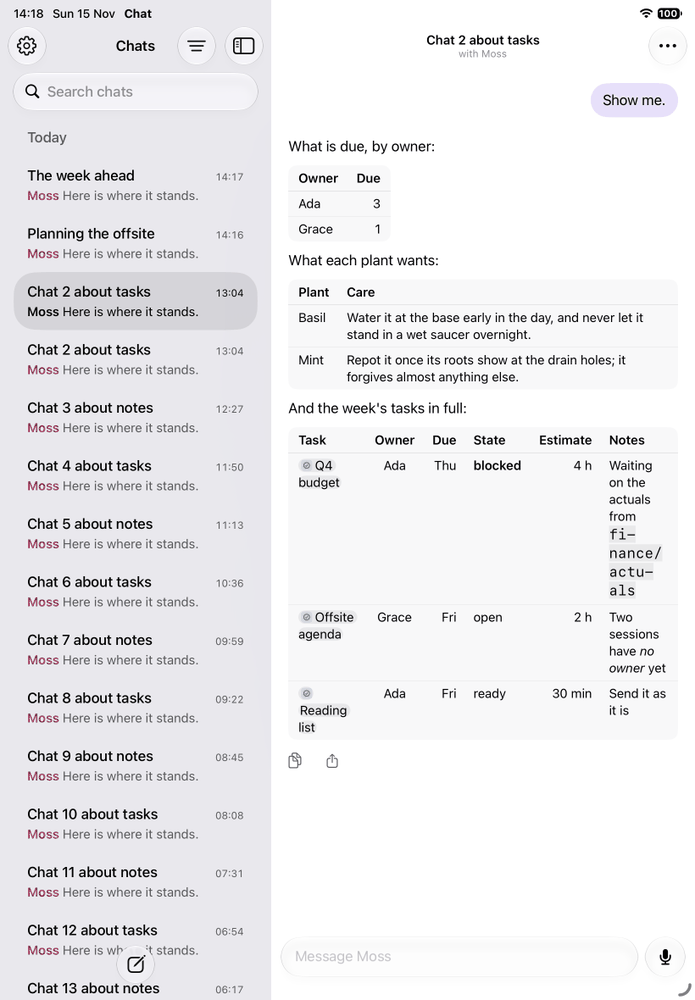 14:18 Sun 15 Nov Chat
100
Chats
Search chats
Today
The week ahead 14:17
Moss Here is where it stands.
Planning the offsite 14:16
Moss Here is where it stands.
Chat 2 about tasks 13:04
Moss Here is where it stands.
Chat 2 about tasks 13:04
Moss Here is where it stands.
Chat 3 about notes 12:27
Moss Here is where it stands.
Chat 4 about tasks 11:50
Moss Here is where it stands.
Chat 5 about notes 11:13
Moss Here is where it stands.
Chat 6 about tasks 10:36
Moss Here is where it stands.
Chat 7 about notes 09:59
Moss Here is where it stands.
Chat 8 about tasks 09:22
Moss Here is where it stands.
Chat 9 about notes 08:45
Moss Here is where it stands.
Chat 10 about tasks 08:08
Moss Here is where it stands.
Chat 11 about notes 07:31
Moss Here is where it stands.
Chat 12 about tasks 06:54
Moss Here is where it stands.
Chat 13 about notes 06:17
Chat 2 about tasks
with Moss
Show me.
What is due, by owner:
Owner Due
Ada 3
Grace 1
What each plant wants:
Plant Care
Basil Water it at the base early in the day, and never let it
stand in a wet saucer overnight.
Mint Repot it once its roots show at the drain holes; it
forgives almost anything else.
And the week's tasks in full:
Task Owner Due State Estimate Notes
Q4 Ada Thu blocked 4 h Waiting
budget on the
actuals
from
fi-
nance/
actu-
als
Offsite Grace Fri open 2 h Two
agenda sessions
have no
owner yet
Ada Fri ready 30 min Send it as
Reading it is
list
Message Moss